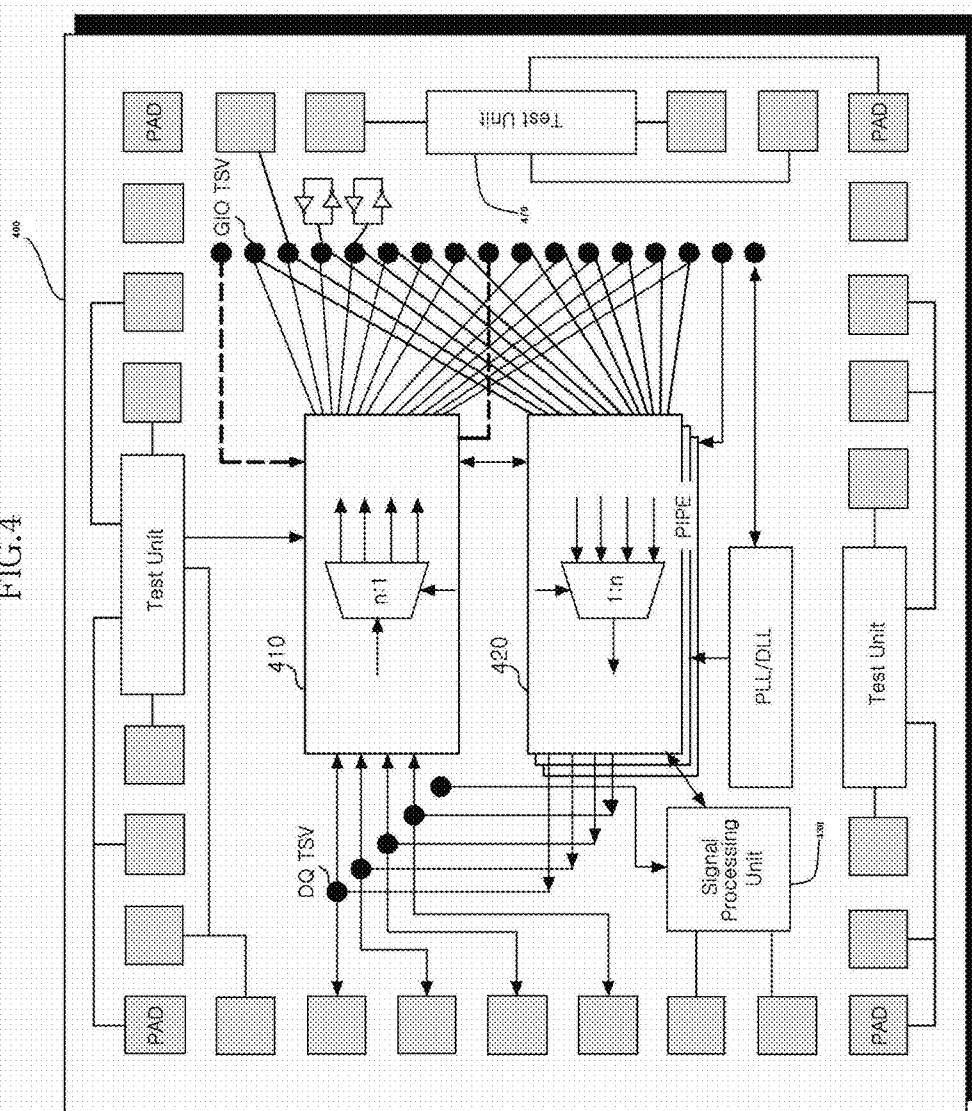 FIG.4
400
PAD
Test Unit
PAD
GIO TSV
DQ TSV
410
n:1
420
1:n
PIPE
Signal
Processing
Unit
430
PLL/DLL
Test Unit
PAD
Test Unit
PAD